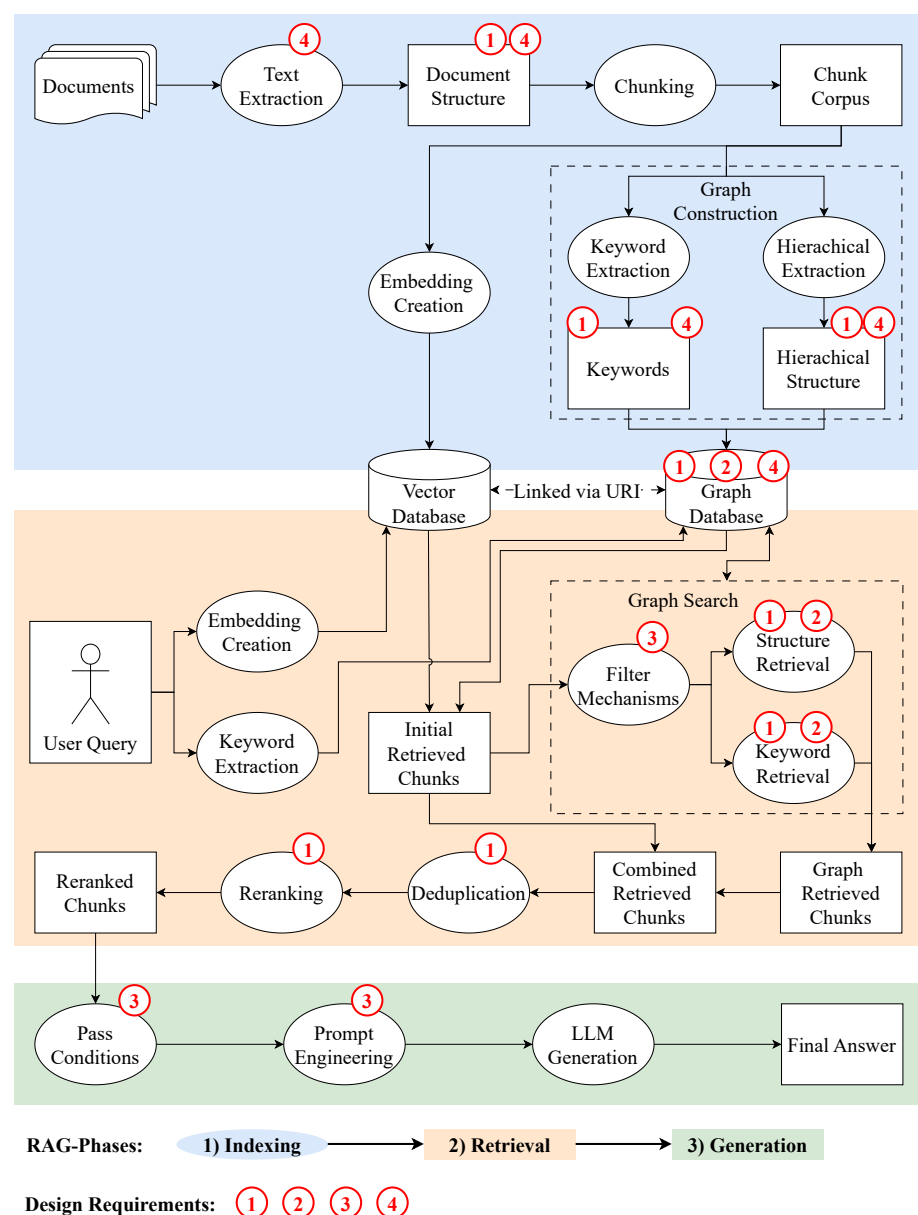 4
1 4
Documents
Text
Extraction
Document
Structure
Chunking
Chunk
Corpus
Graph
Construction
Keyword
Extraction
Hierachical
Extraction
Embedding
Creation
1 4
1 4
Keywords
Hierachical
Structure
1 2 4
Vector
Database
Linked via URI
Graph
Database
Graph Search
Embedding
Creation
1 2
Structure
Retrieval
3
Filter
Mechanisms
User Query
Keyword
Extraction
Initial
Retrieved
Chunks
1 2
Keyword
Retrieval
1
1
Reranked
Chunks
Reranking
Deduplication
Combined
Retrieved
Chunks
Graph
Retrieved
Chunks
3
3
Pass
Conditions
Prompt
Engineering
LLM
Generation
Final Answer
RAG-Phases: 1) Indexing 2) Retrieval 3) Generation
Design Requirements: 1 2 3 4